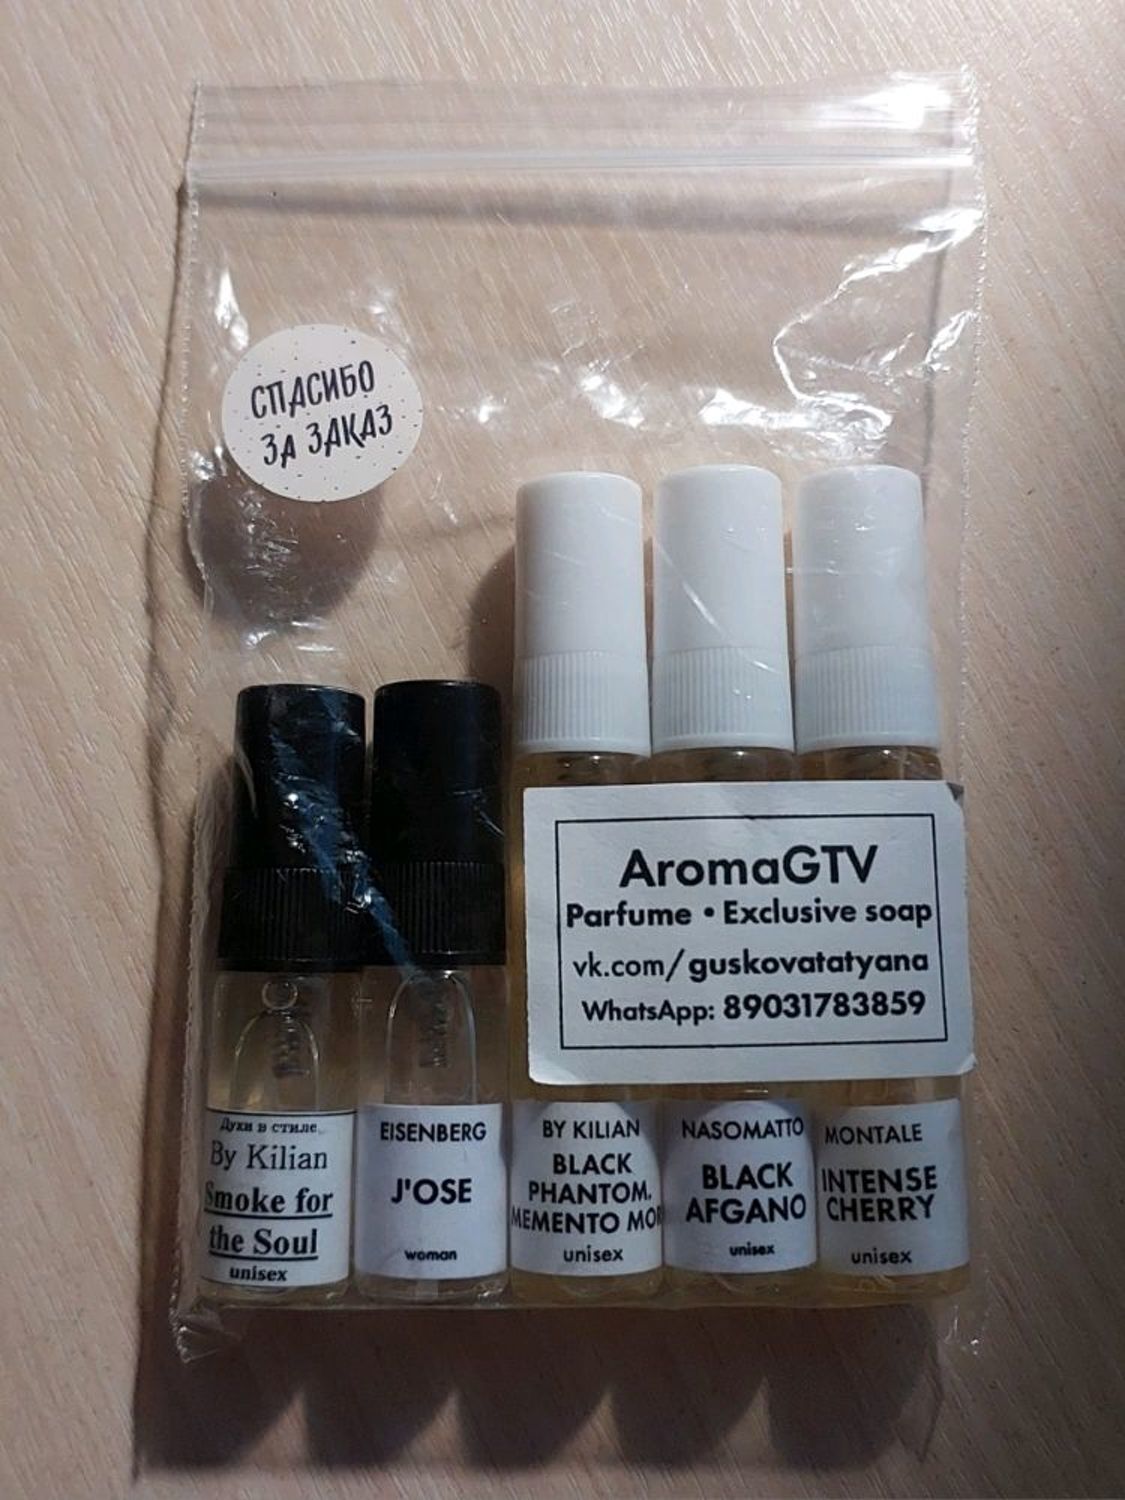 СПАСИБО
ЗА ЗАКАЗ
AromaGTV
Parfume • Exclusive soap
vk.com/guskovatatyana
WhatsApp: 89031783859
Духи в стиле
By Kilian
Smoke for
the Soul
unisex
EISENBERG
J'OSE
woman
BY KILIAN
BLACK
PHANTOM.
MEMENTO MOR
unisex
NASOMATTO
BLACK
AFGANO
unisex
MONTALE
INTENSE
CHERRY
unisex